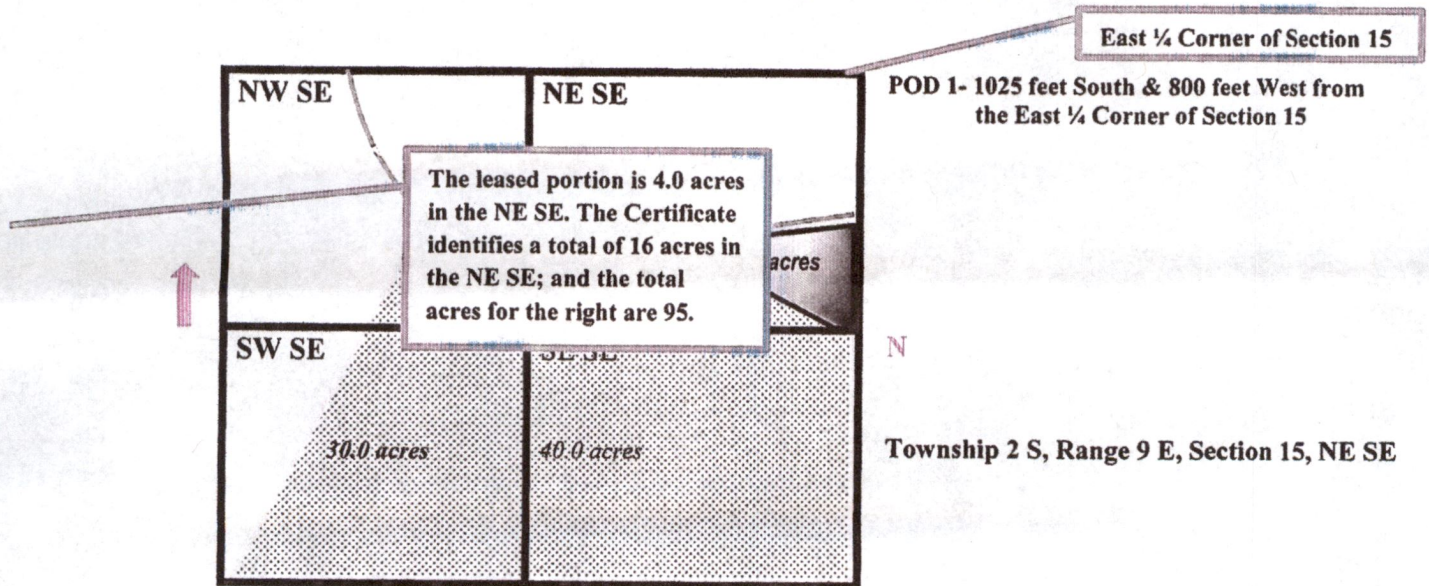 East ¼ Corner of Section 15
NW SE
NE SE
POD 1- 1025 feet South & 800 feet West from
the East ¼ Corner of Section 15
The leased portion is 4.0 acres
in the NE SE. The Certificate
identifies a total of 16 acres in
the NE SE; and the total
acres for the right are 95.
acres
SW SE
N
30.0 acres
40.0 acres
Township 2 S, Range 9 E, Section 15, NE SE